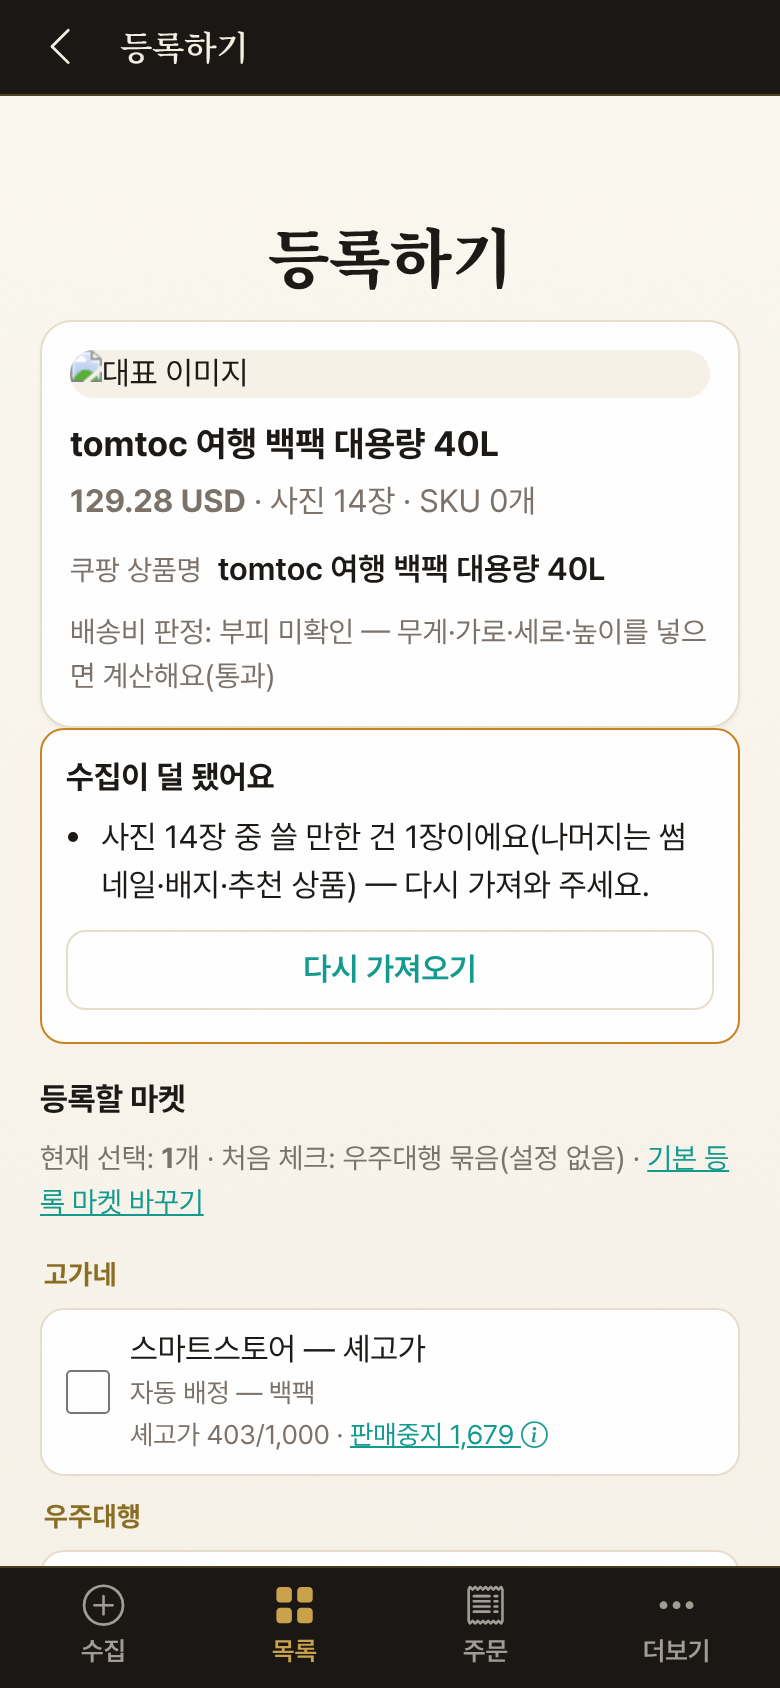 등록하기
등록하기
대표 이미지
tomtoc 여행 백팩 대용량 40L
129.28 USD · 사진 14장 · SKU 0개
쿠팡 상품명 tomtoc 여행 백팩 대용량 40L
배송비 판정: 부피 미확인 — 무게·가로·세로·높이를 넣으
면 계산해요(통과)
수집이 덜 됐어요
• 사진 14장 중 쓸 만한 건 1장이에요(나머지는 썸
네일·배지·추천 상품) — 다시 가져와 주세요.
다시 가져오기
등록할 마켓
현재 선택: 1개 · 처음 체크: 우주대행 묶음(설정 없음) · 기본 등
록 마켓 바꾸기
고가네
스마트스토어 — 셰고가
자동 배정 — 백팩
셰고가 403/1,000 · 판매중지 1,679 i
우주대행
수집 목록 주문 더보기